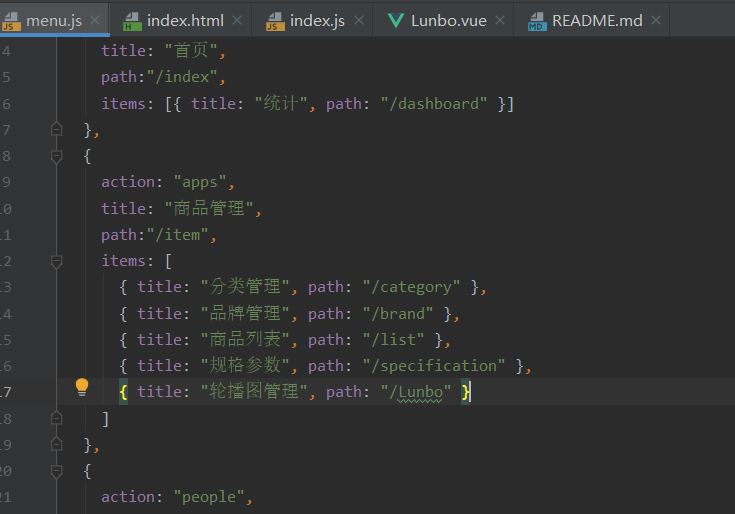 menu.js index.html index.js Lunbo.vue README.md
4 title: "首页",
5 path:"/index",
6 items: [{ title: "统计", path: "/dashboard" }]
7 },
8 {
9 action: "apps",
10 title: "商品管理",
11 path:"/item",
12 items: [
13 { title: "分类管理", path: "/category" },
14 { title: "品牌管理", path: "/brand" },
15 { title: "商品列表", path: "/list" },
16 { title: "规格参数", path: "/specification" },
17 { title: "轮播图管理", path: "/Lunbo" }
18 ]
19 },
20 {
21 action: "people",